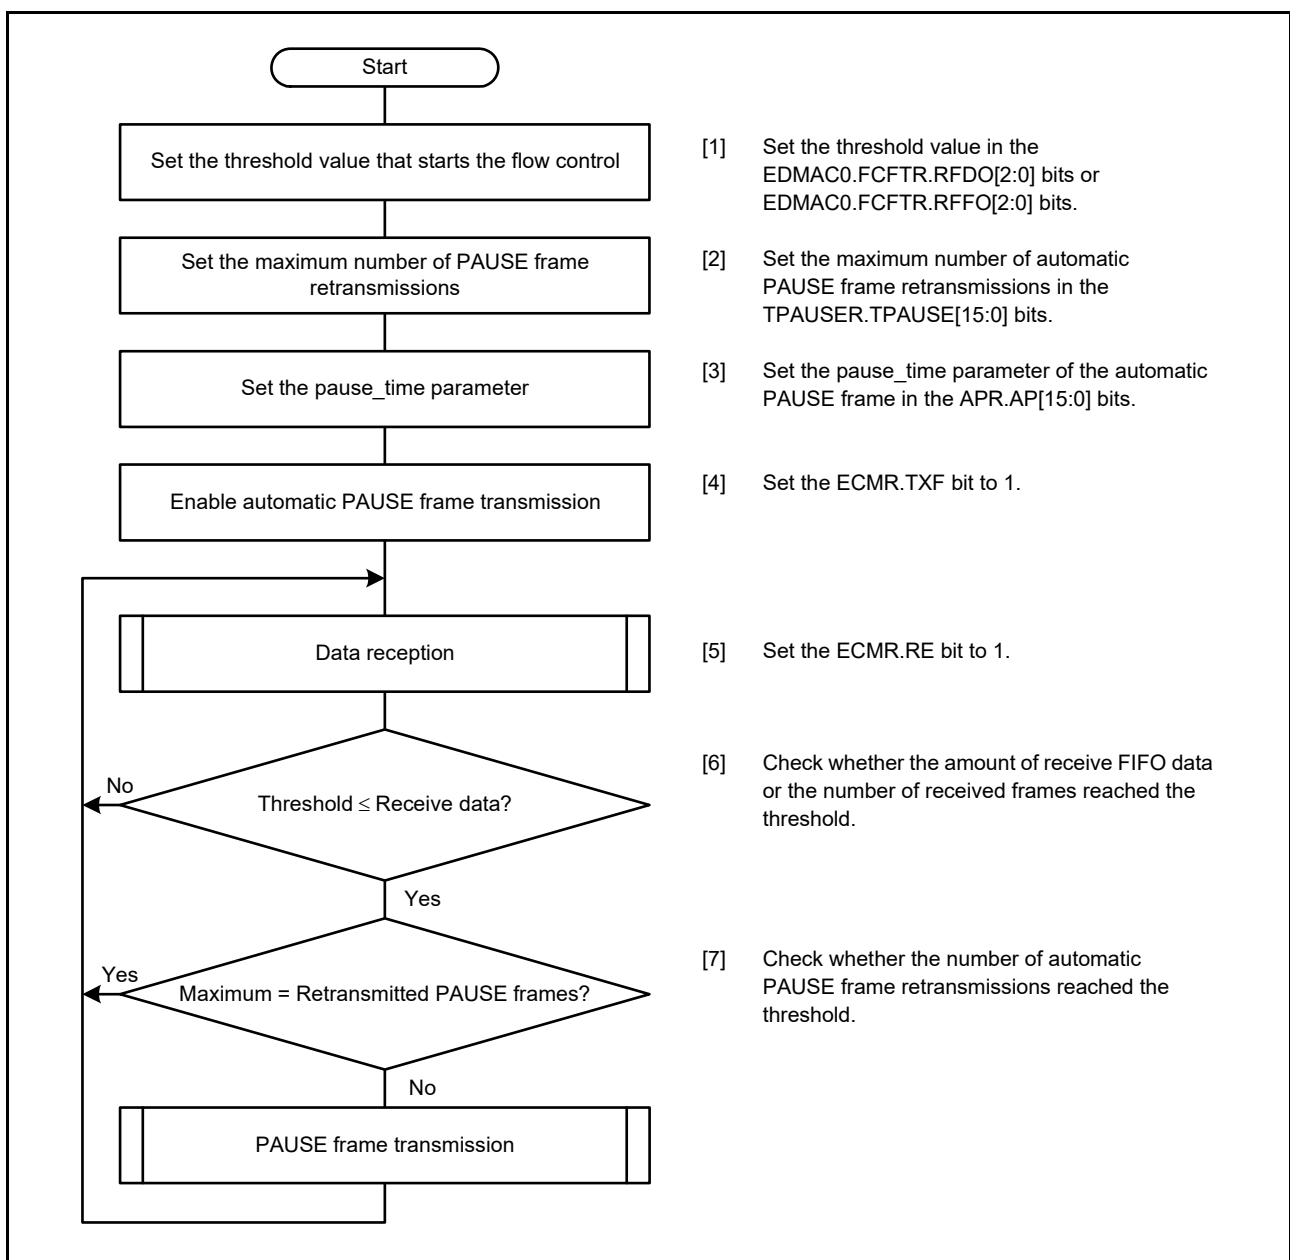 Start
Set the threshold value that starts the flow control
[1] Set the threshold value in the
EDMAC0.FCFTR.RFDO[2:0] bits or
EDMAC0.FCFTR.RFFO[2:0] bits.
Set the maximum number of PAUSE frame
retransmissions
[2] Set the maximum number of automatic
PAUSE frame retransmissions in the
TPAUSER.TPAUSE[15:0] bits.
Set the pause_time parameter
[3] Set the pause_time parameter of the automatic
PAUSE frame in the APR.AP[15:0] bits.
Enable automatic PAUSE frame transmission
[4] Set the ECMR.TXF bit to 1.
Data reception
[5] Set the ECMR.RE bit to 1.
No
Threshold ≤ Receive data?
[6] Check whether the amount of receive FIFO data
or the number of received frames reached the
threshold.
Yes
Yes
Maximum = Retransmitted PAUSE frames?
[7] Check whether the number of automatic
PAUSE frame retransmissions reached the
threshold.
No
PAUSE frame transmission